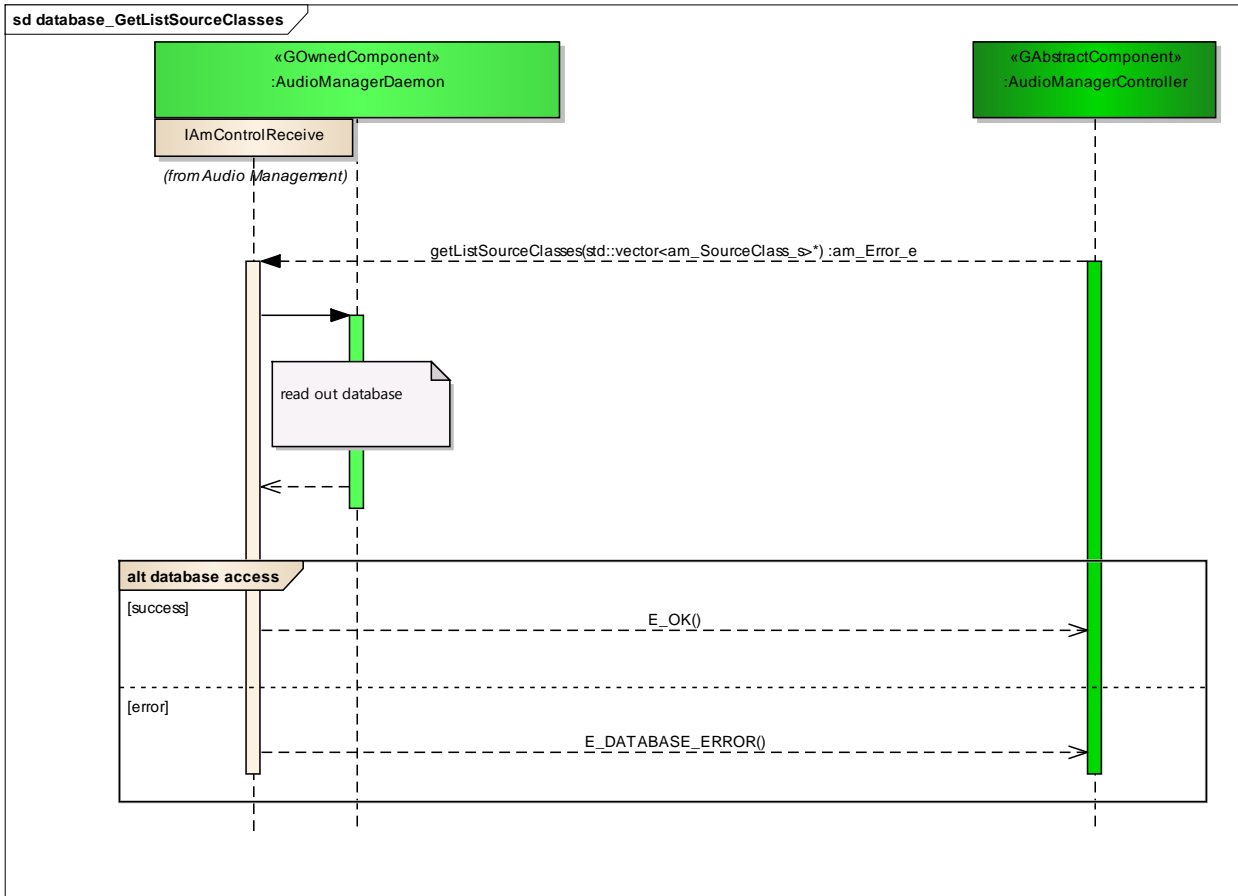 sd database_GetListSourceClasses
«GOwnedComponent»
:AudioManagerDaemon
«GAbstractComponent»
:AudioManagerController
IAmControlReceive
(from Audio Management)
getListSourceClasses(std::vector<am_SourceClass_s>*) :am_Error_e
read out database
alt database access
[success]
E_OK()
[error]
E_DATABASE_ERROR()